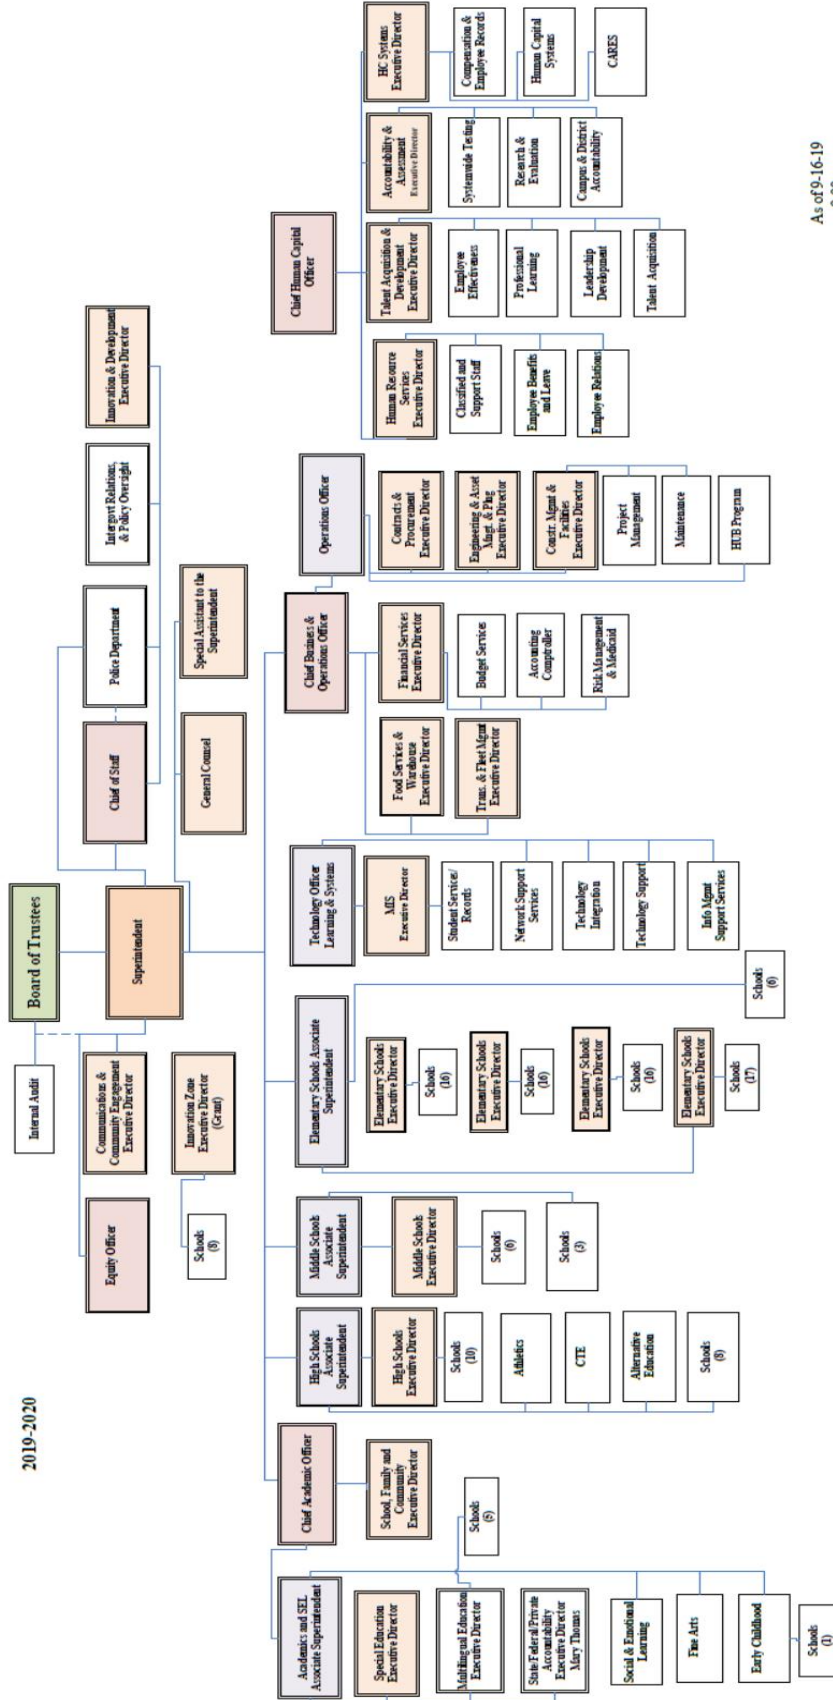 2019-2020
Board of Trustees
Internal Audit
Superintendent
Equity Officer
Communications &
Community Engagement
Executive Director
Chief of Staff
Police Department
Intergovt Relations,
& Policy Oversight
Innovation & Development
Executive Director
Schools
(8)
Innovation Zone
Executive Director
(Grant)
General Counsel
Special Assistant to the
Superintendent
Academics and SEL
Associate Superintendent
Special Education
Executive Director
Multilingual Education
Executive Director
State/Federal/Private
Accountability
Executive Director
Mary Thomas
Social & Emotional
Learning
Fine Arts
Early Childhood
Schools
(1)
Schools
(5)
Chief Academic Officer
School, Family and
Community
Executive Director
High Schools
Associate
Superintendent
High Schools
Executive Director
Schools
(10)
Athletics
CTE
Alternative
Education
Schools
(8)
Middle Schools
Associate
Superintendent
Middle Schools
Executive Director
Schools
(6)
Schools
(3)
Elementary Schools Associate
Superintendent
Elementary Schools
Executive Director
Schools
(16)
Elementary Schools
Executive Director
Schools
(16)
Elementary Schools
Executive Director
Schools
(16)
Elementary Schools
Executive Director
Schools
(17)
Schools
(6)
Technology Officer
Learning & Systems
MIS
Executive Director
Student Services/
Records
Network Support
Services
Technology
Integration
Technology Support
Info Mgmt
Support Services
Chief Business &
Operations Officer
Food Services &
Warehouse
Executive Director
Trans. & Fleet Mgmt
Executive Director
Financial Services
Executive Director
Budget Services
Accounting
Comptroller
Risk Management
& Medicaid
Operations Officer
Contracts &
Procurement
Executive Director
Engineering & Asset
Mngt. & Plng
Executive Director
Constr. Mgmt &
Facilities
Executive Director
Project
Management
Maintenance
HUB Program
Chief Human Capital
Officer
Human Resource
Services
Executive Director
Classified and
Support Staff
Employee Benefits
and Leave
Employee Relations
Talent Acquisition &
Development
Executive Director
Employee
Effectiveness
Professional
Learning
Leadership
Development
Talent Acquisition
Accountability &
Assessment
Executive Director
Systemwide Testing
Research &
Evaluation
Campus & District
Accountability
HC Systems
Executive Director
Compensation &
Employee Records
Human Capital
Systems
CARES
As of 9-16-19